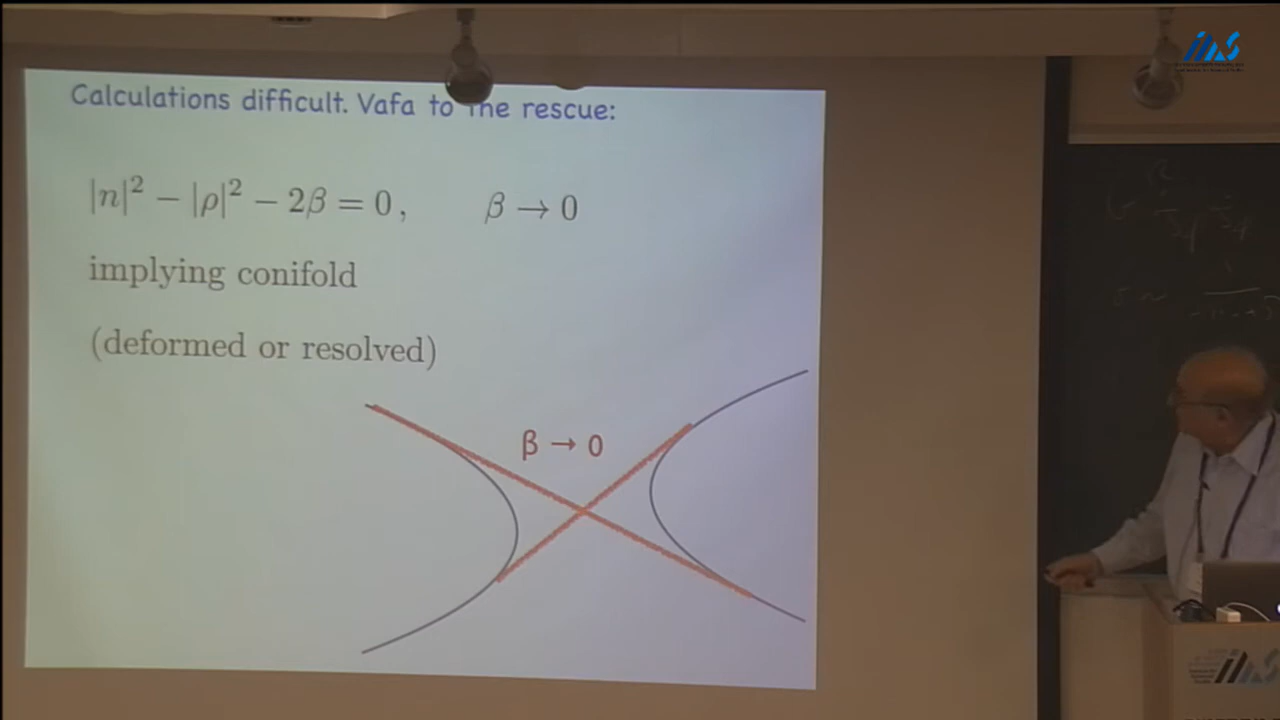 Calculations difficult. Vafa to the rescue:
|n|² − |ρ|² − 2β = 0 , β → 0
implying conifold
(deformed or resolved)
β → 0